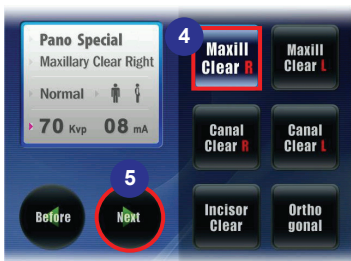 Pano Special
Maxillary Clear Right
Normal
70 Kvp 08 mA
4
Maxill
Clear R
Maxill
Clear L
Canal
Clear R
Canal
Clear L
5
Before
Next
Incisor
Clear
Ortho
gonal